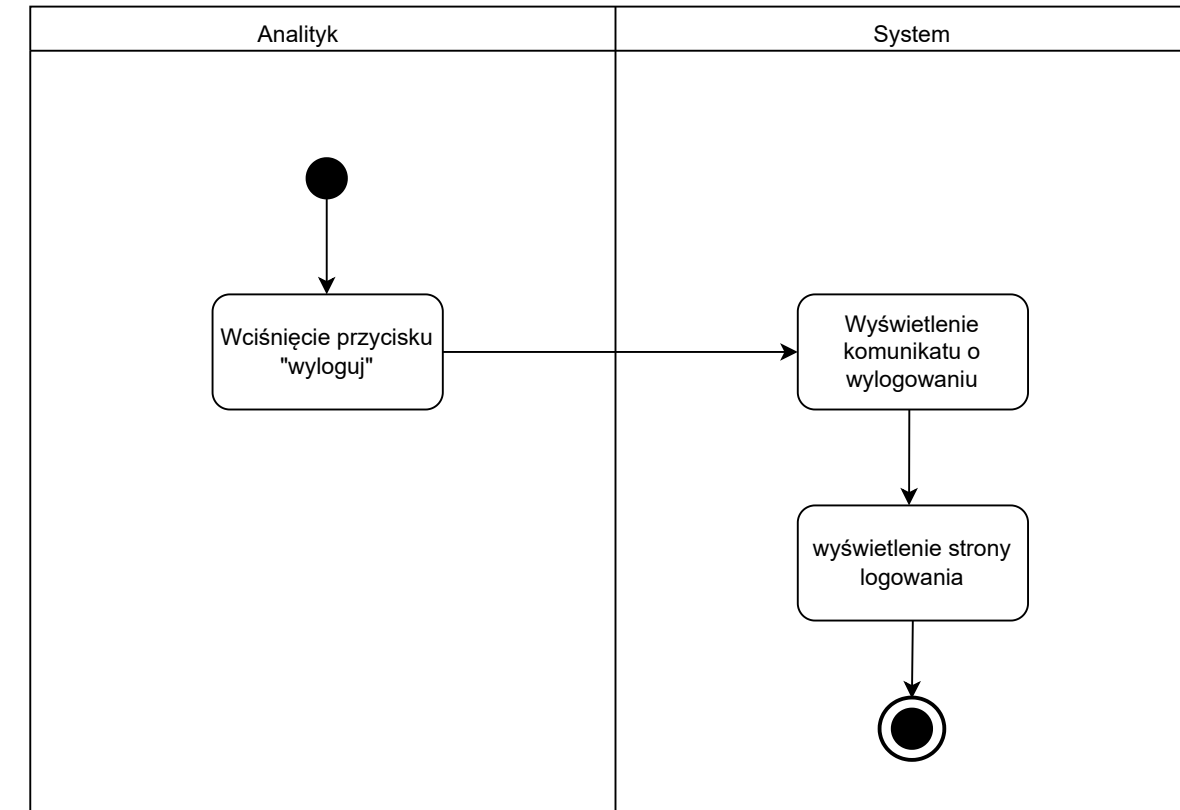 Analityk
System
Wciśnięcie przycisku
"wyloguj"
Wyświetlenie
komunikatu o
wylogowaniu
wyświetlenie strony
logowania